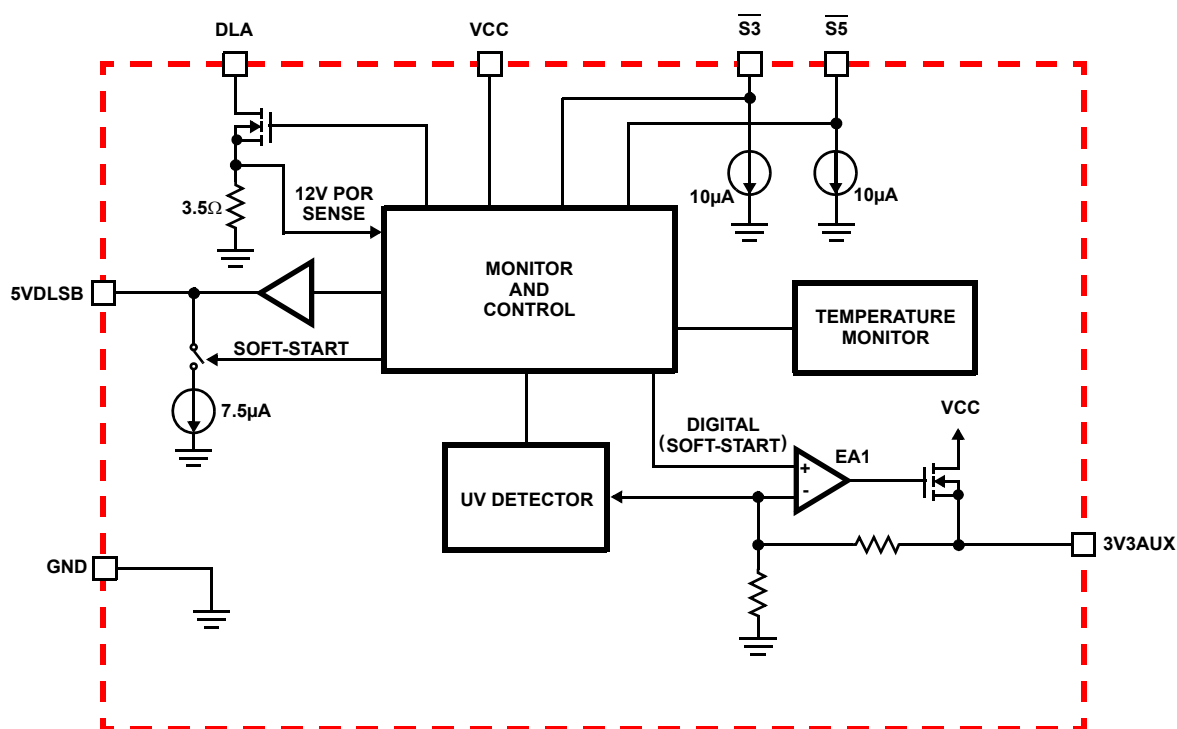 DLA
VCC
S3
S5
12V POR
SENSE
3.5Ω
10µA
10µA
MONITOR
AND
CONTROL
5VDLSB
TEMPERATURE
MONITOR
SOFT-START
7.5µA
VCC
DIGITAL
(SOFT-START)
EA1
+
-
UV DETECTOR
GND
3V3AUX